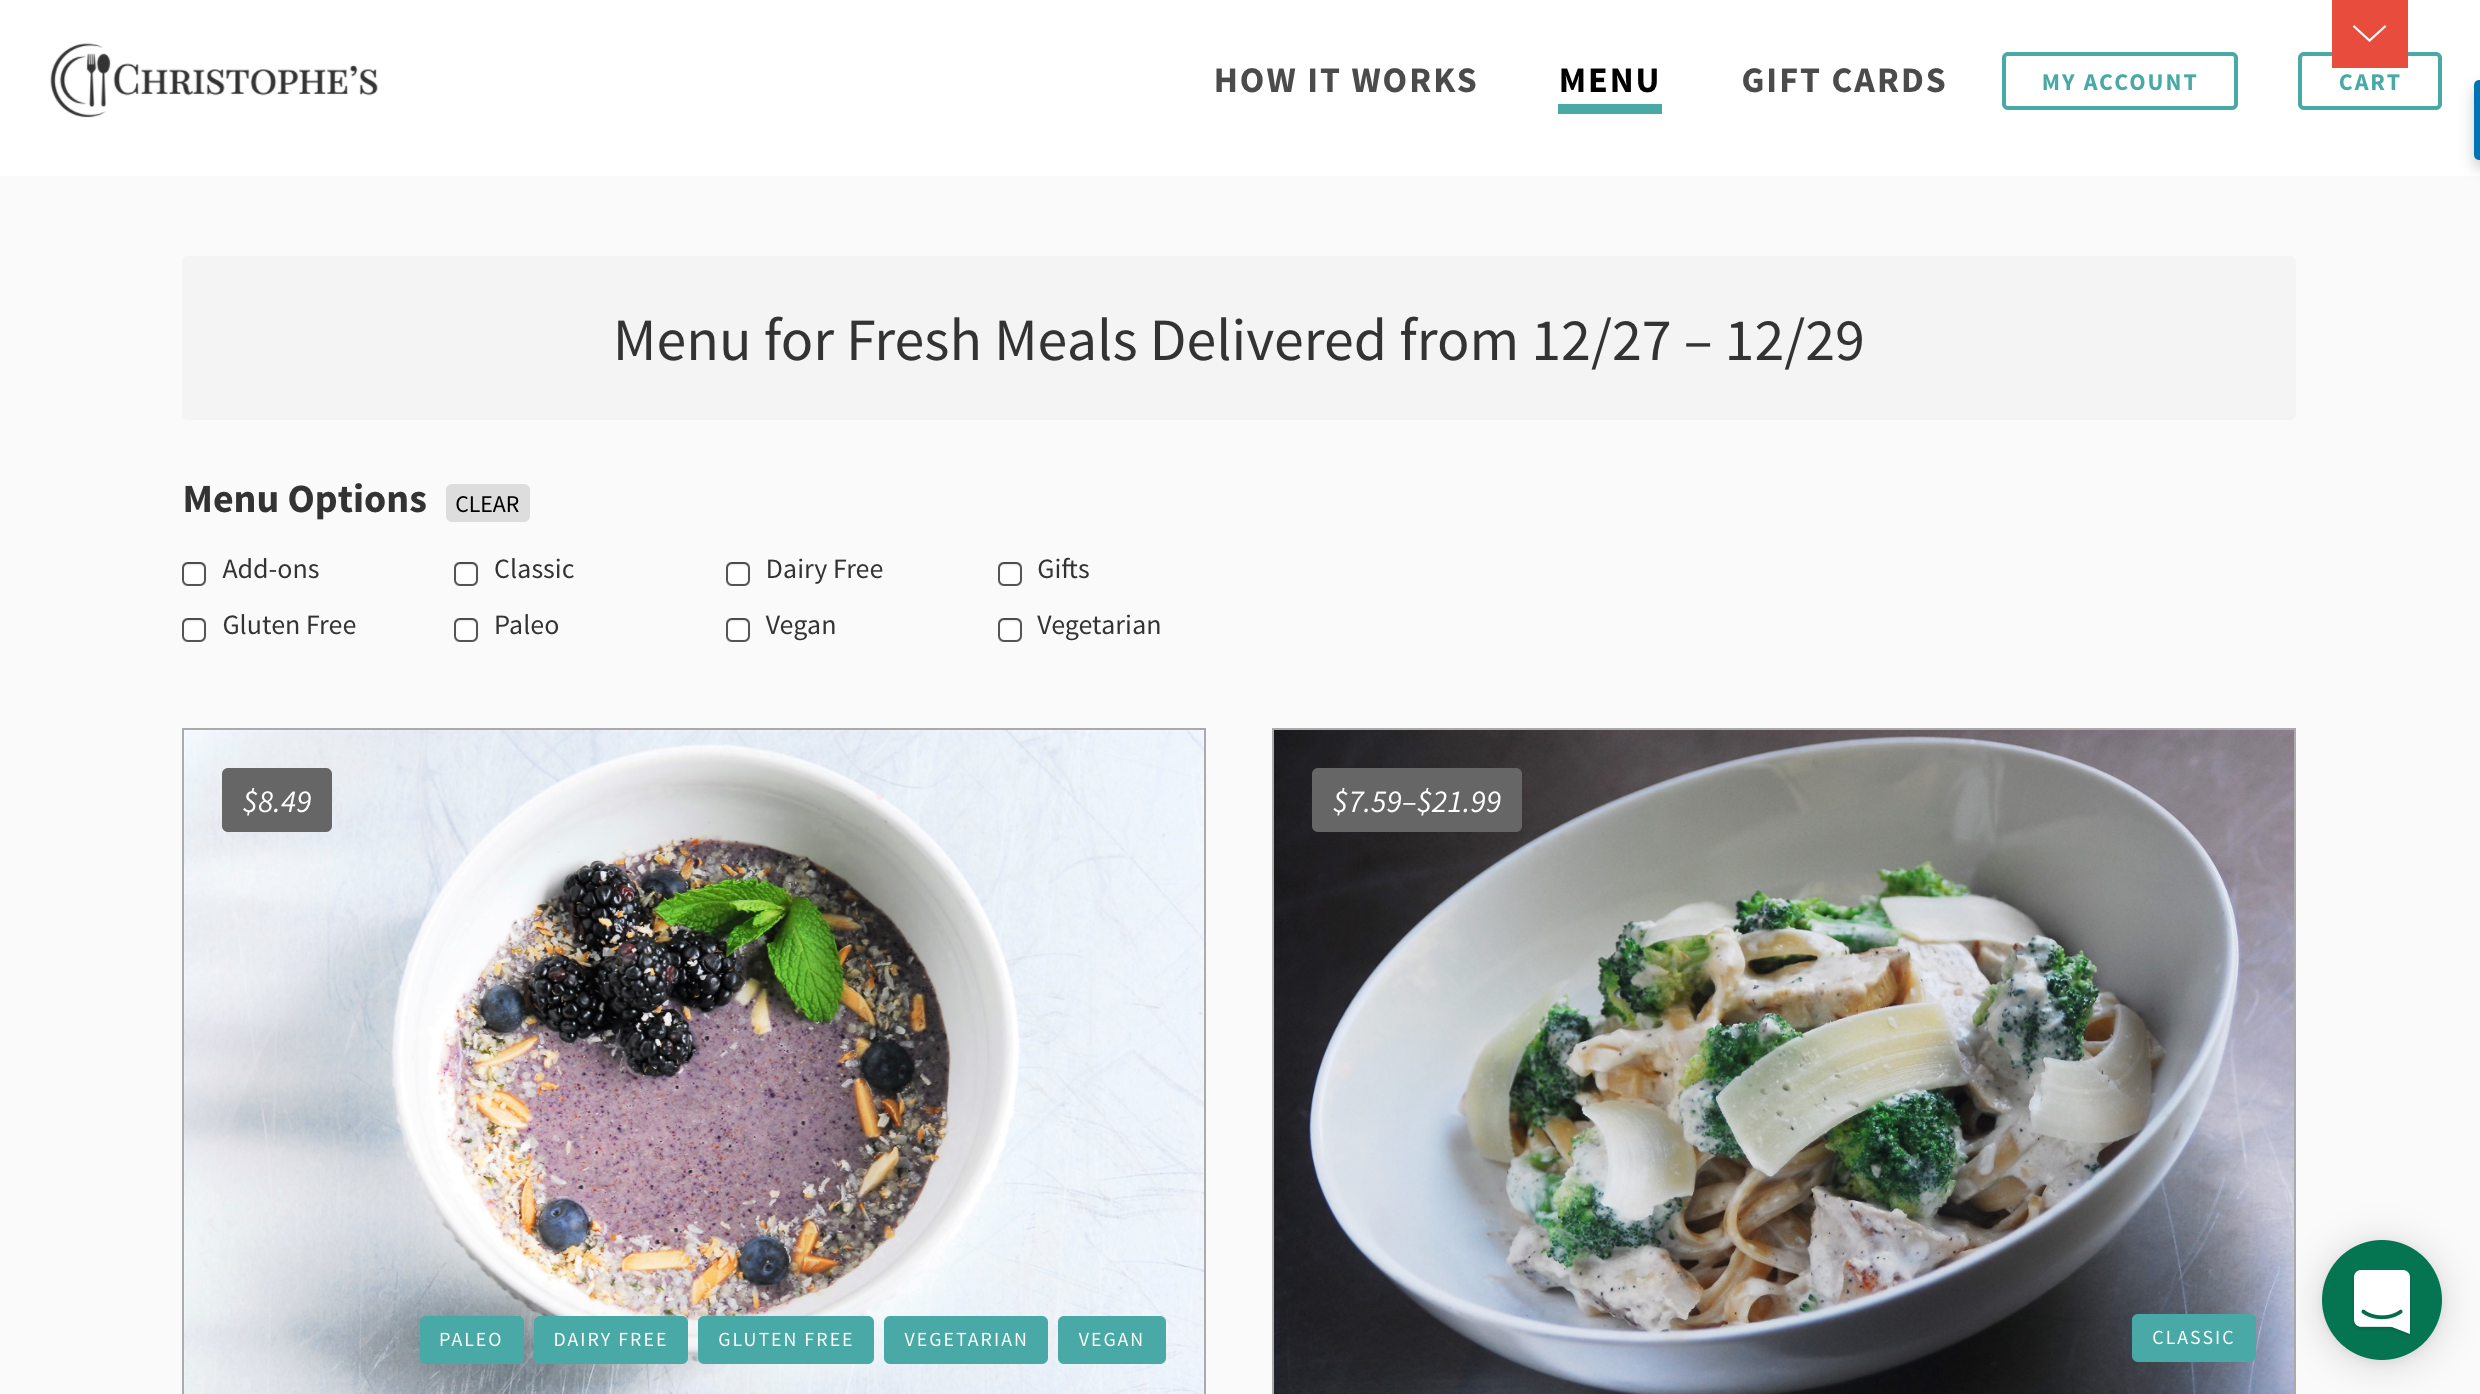 CHRISTOPHE'S
HOW IT WORKS
MENU
GIFT CARDS
MY ACCOUNT
CART
Menu for Fresh Meals Delivered from 12/27 – 12/29
Menu Options
CLEAR
Add-ons
Classic
Dairy Free
Gifts
Gluten Free
Paleo
Vegan
Vegetarian
$8.49
PALEO
DAIRY FREE
GLUTEN FREE
VEGETARIAN
VEGAN
$7.59–$21.99
CLASSIC